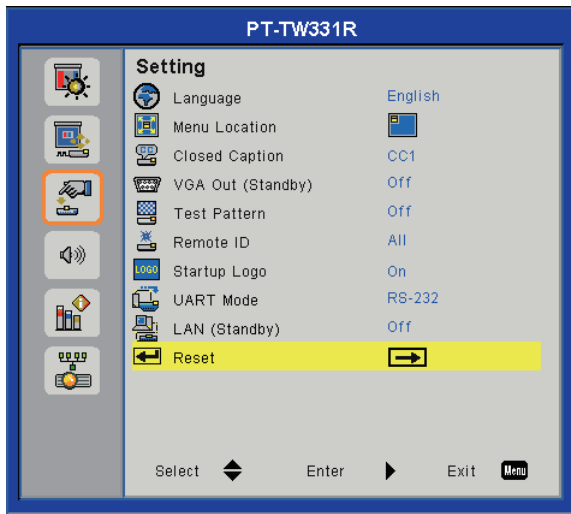 PT-TW331R
Setting
Language English
Menu Location
Closed Caption CC1
VGA Out (Standby) Off
Test Pattern Off
Remote ID All
LOGO Startup Logo On
UART Mode RS-232
LAN (Standby) Off
Reset
Select Enter Exit Menu